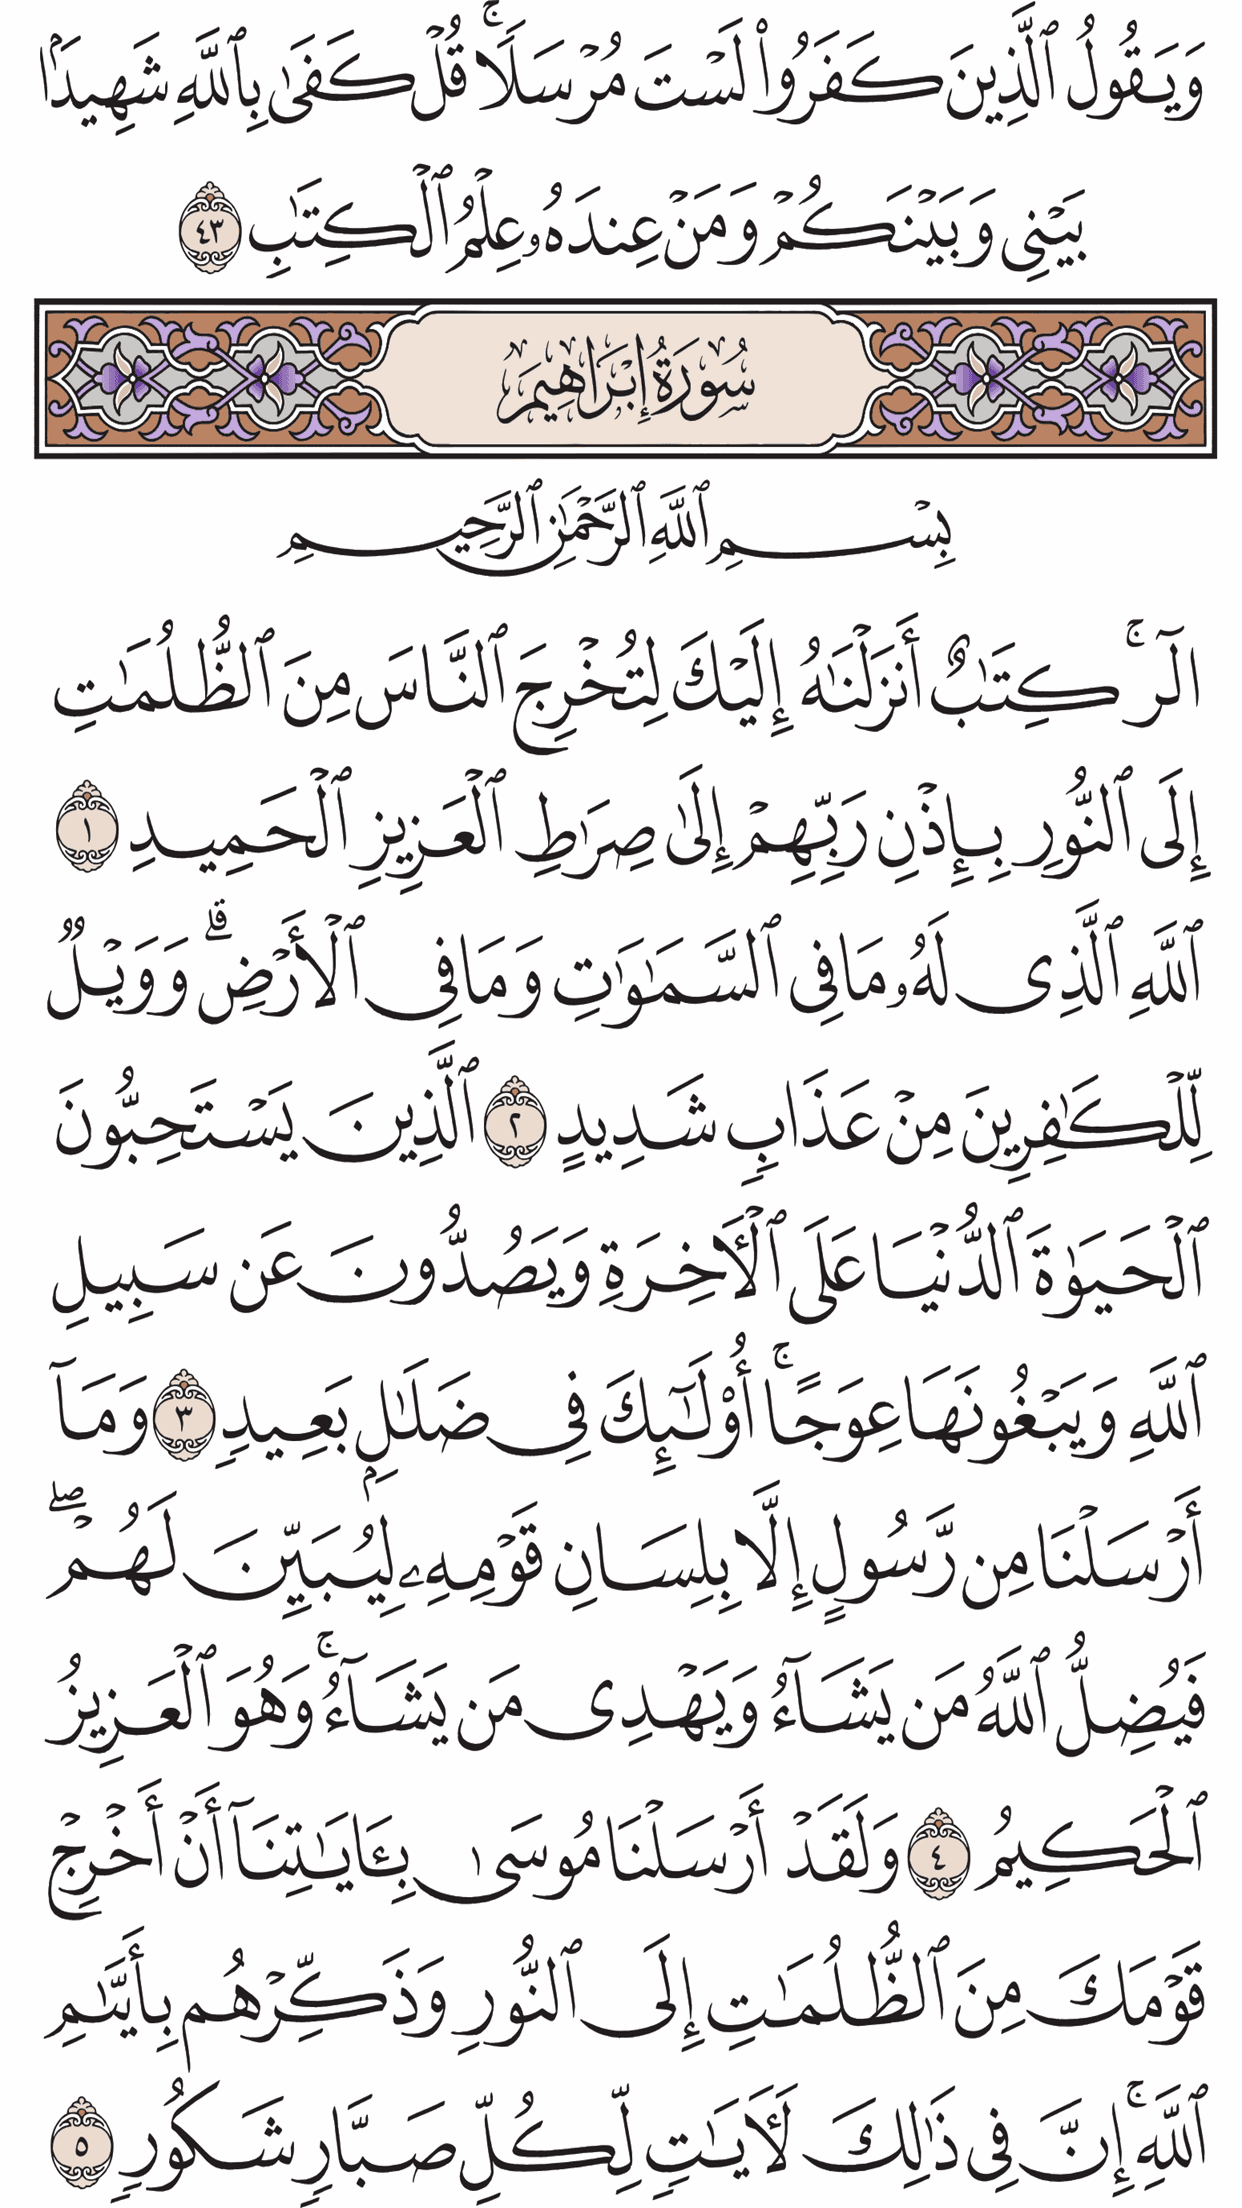 وَيَقُولُ ٱلَّذِينَ كَفَرُوا۟ لَسْتَ مُرْسَلًا ۚ قُلْ كَفَىٰ بِٱللَّهِ شَهِيدًۢا
بَيْنِى وَبَيْنَكُمْ وَمَنْ عِندَهُۥ عِلْمُ ٱلْكِتَـٰبِ ٤٣
سُورَةُ إِبْرَاهِيمَ
بِسْمِ ٱللَّهِ ٱلرَّحْمَـٰنِ ٱلرَّحِيمِ
الٓر ۚ كِتَـٰبٌ أَنزَلْنَـٰهُ إِلَيْكَ لِتُخْرِجَ ٱلنَّاسَ مِنَ ٱلظُّلُمَـٰتِ
إِلَى ٱلنُّورِ بِإِذْنِ رَبِّهِمْ إِلَىٰ صِرَٰطِ ٱلْعَزِيزِ ٱلْحَمِيدِ ١
ٱللَّهِ ٱلَّذِى لَهُۥ مَا فِى ٱلسَّمَـٰوَٰتِ وَمَا فِى ٱلْأَرْضِ ۗ وَوَيْلٌ
لِّلْكَـٰفِرِينَ مِنْ عَذَابٍ شَدِيدٍ ٢ ٱلَّذِينَ يَسْتَحِبُّونَ
ٱلْحَيَوٰةَ ٱلدُّنْيَا عَلَى ٱلْـَٔاخِرَةِ وَيَصُدُّونَ عَن سَبِيلِ
ٱللَّهِ وَيَبْغُونَهَا عِوَجًا ۚ أُو۟لَـٰٓئِكَ فِى ضَلَـٰلٍۭ بَعِيدٍ ٣ وَمَآ
أَرْسَلْنَا مِن رَّسُولٍ إِلَّا بِلِسَانِ قَوْمِهِۦ لِيُبَيِّنَ لَهُمْ ۖ
فَيُضِلُّ ٱللَّهُ مَن يَشَآءُ وَيَهْدِى مَن يَشَآءُ ۚ وَهُوَ ٱلْعَزِيزُ
ٱلْحَكِيمُ ٤ وَلَقَدْ أَرْسَلْنَا مُوسَىٰ بِـَٔايَـٰتِنَآ أَنْ أَخْرِجْ
قَوْمَكَ مِنَ ٱلظُّلُمَـٰتِ إِلَى ٱلنُّورِ وَذَكِّرْهُم بِأَيَّىٰمِ
ٱللَّهِ ۚ إِنَّ فِى ذَٰلِكَ لَـَٔايَـٰتٍ لِّكُلِّ صَبَّارٍ شَكُورٍ ٥